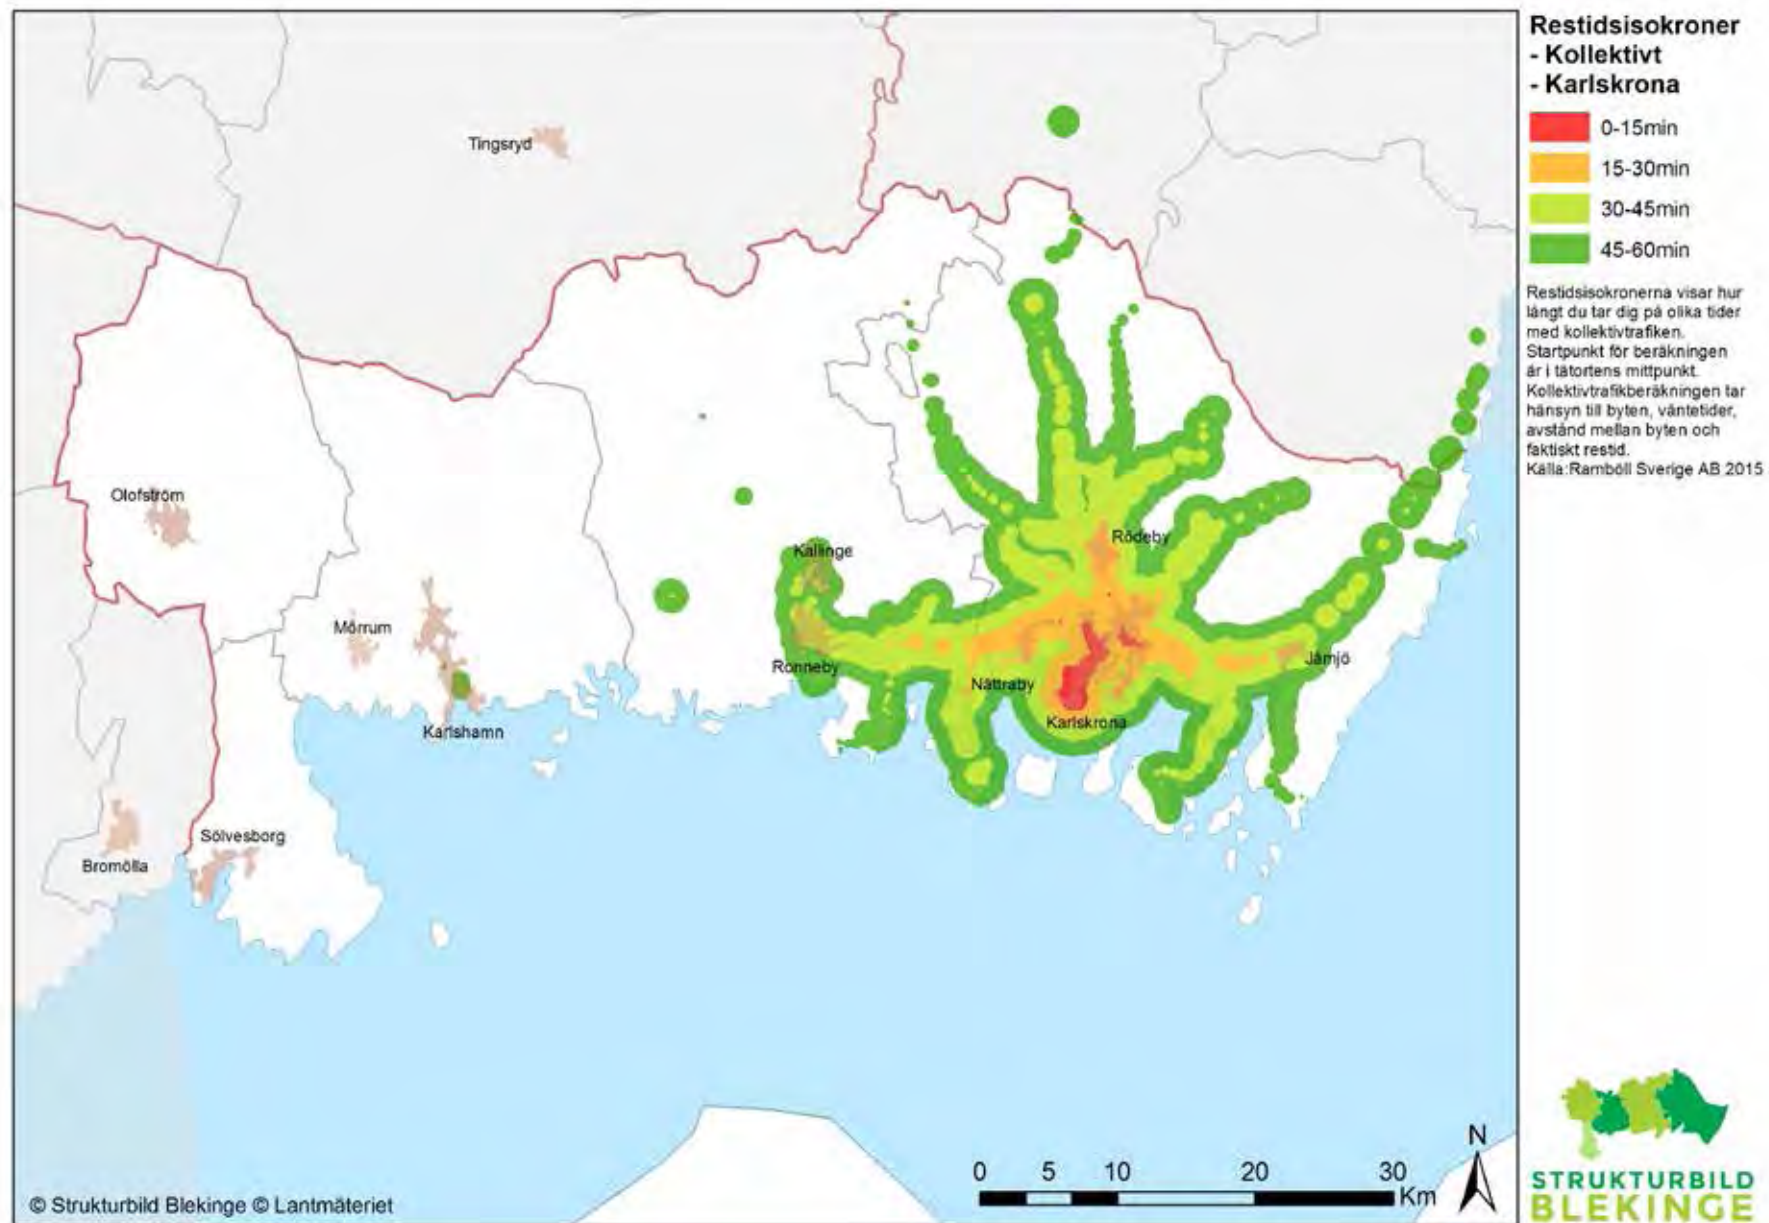 Restidsisokroner
- Kollektivt
- Karlskrona
0-15min
15-30min
30-45min
45-60min
Restidsisokronerna visar hur
långt du tar dig på olika tider
med kollektivtrafiken.
Startpunkt för beräkningen
är i tätortens mittpunkt.
Kollektivtrafikberäkningen tar
hänsyn till byten, väntetider,
avstånd mellan byten och
faktiskt restid.
Källa:Ramböll Sverige AB 2015
Tingsryd
Olofström
Kallinge
Rödeby
Mörrum
Ronneby
Jämjö
Nättraby
Karlskrona
Karlshamn
Sölvesborg
Bromölla
N
0 5 10 20 30
Km
© Strukturbild Blekinge © Lantmäteriet
STRUKTURBILD
BLEKINGE